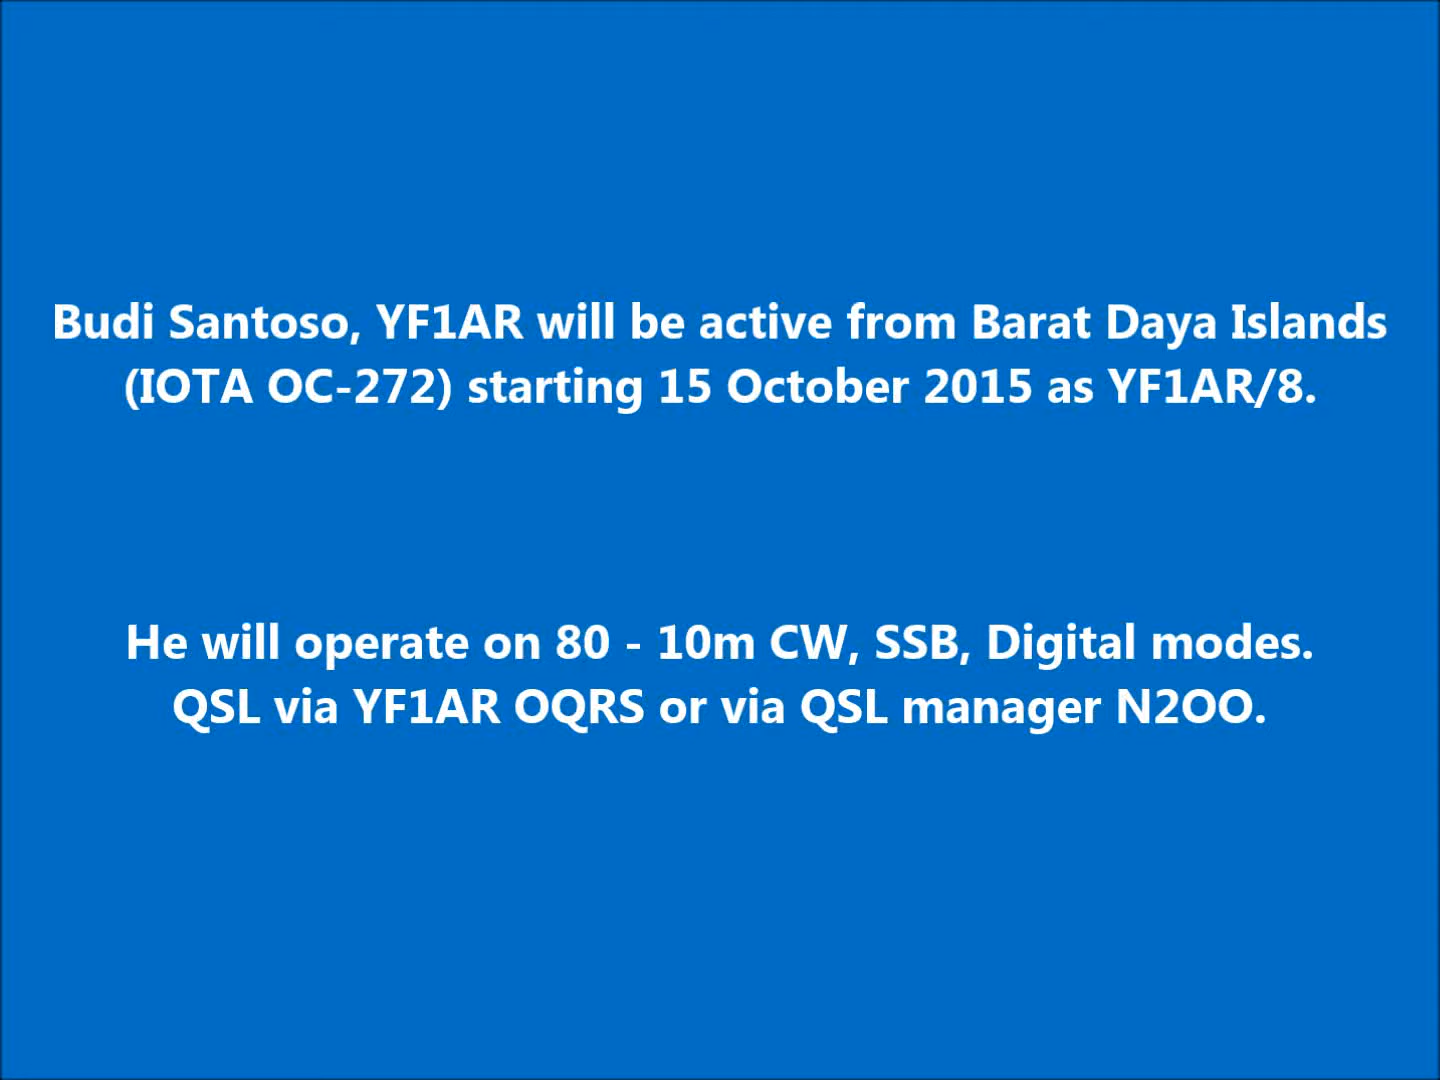 Budi Santoso, YF1AR will be active from Barat Daya Islands
(IOTA OC-272) starting 15 October 2015 as YF1AR/8.
He will operate on 80 - 10m CW, SSB, Digital modes.
QSL via YF1AR OQRS or via QSL manager N2OO.